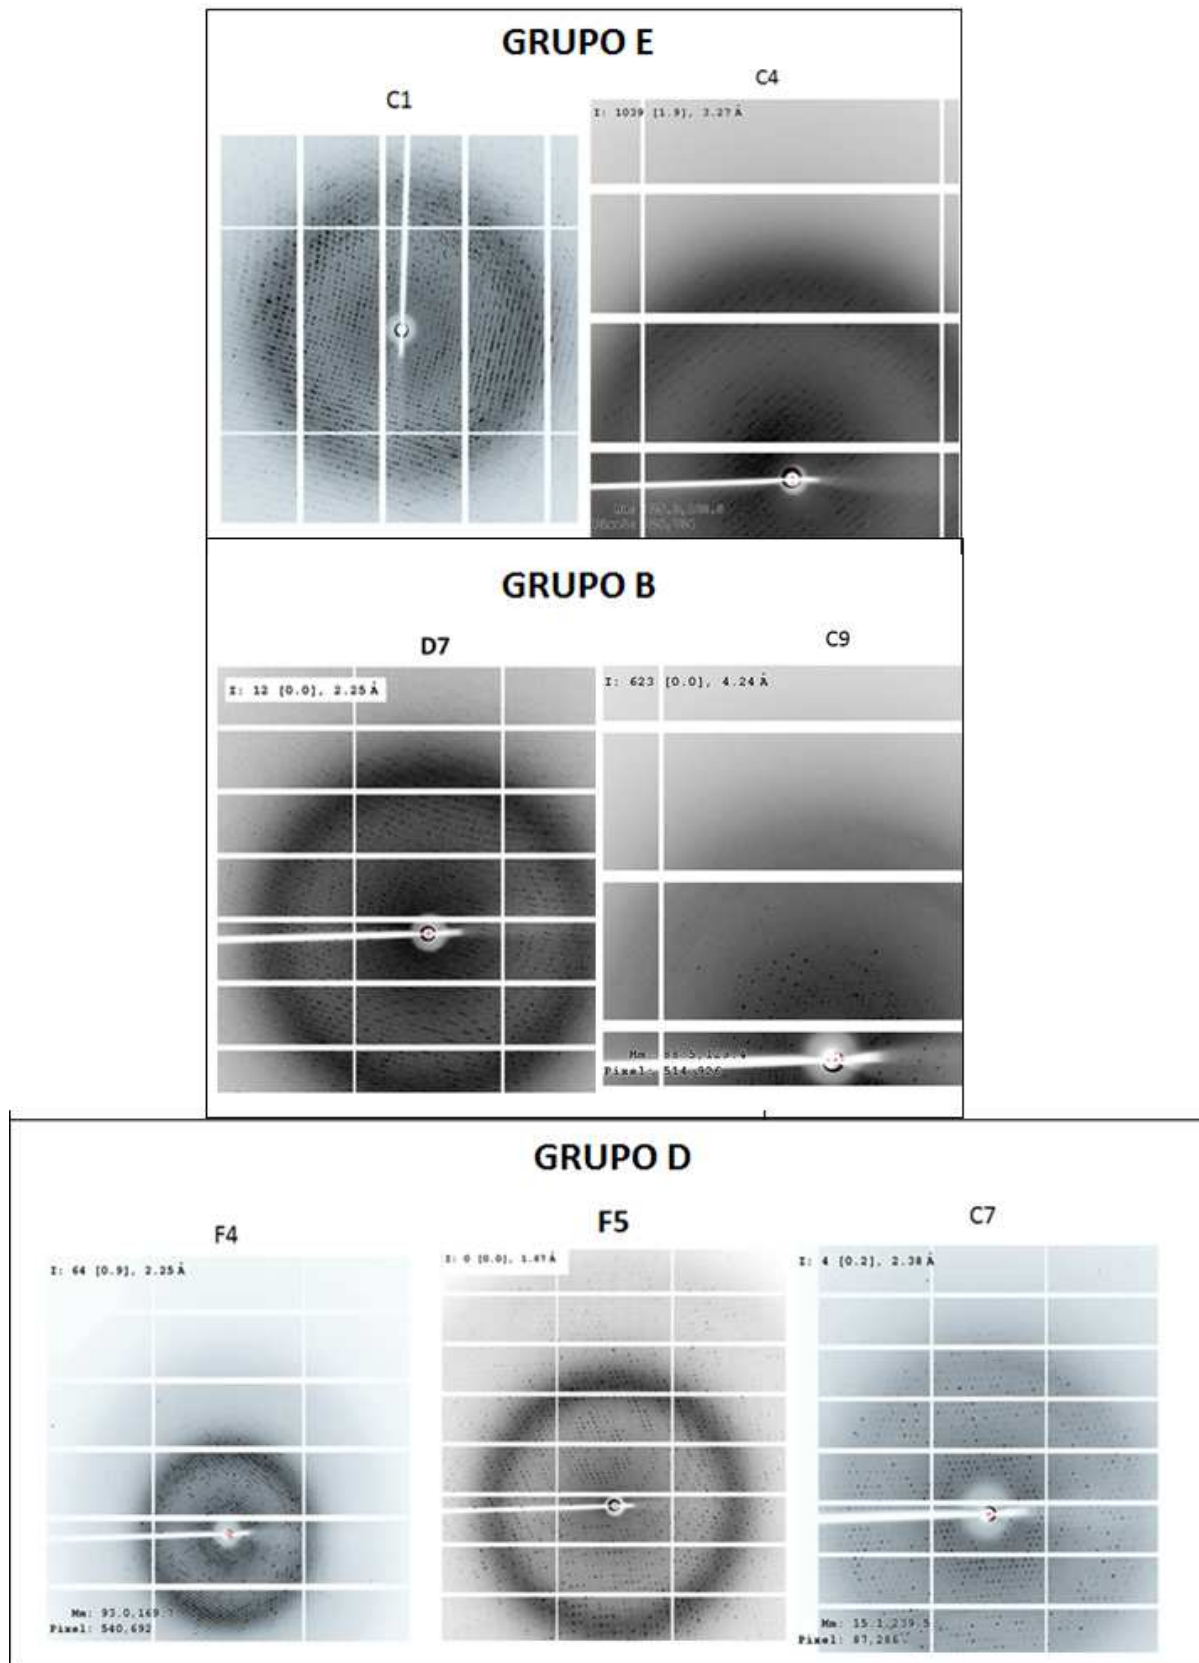 GRUPO E
C1
C4
I: 1039 [1.9], 3.27 Å
Mm:
GRUPO B
D7
C9
I: 12 [0.0], 2.25 Å
I: 623 [0.0], 4.24 Å
Mm:
Pixel: 514,926
GRUPO D
F4
F5
C7
I: 64 [0.9], 2.25 Å
I: 0 [0.0], 1.67 Å
I: 4 [0.2], 2.38 Å
Mm: 93.0,169.7
Pixel: 540,692
Mm: 15.1,239.5
Pixel: 87,286